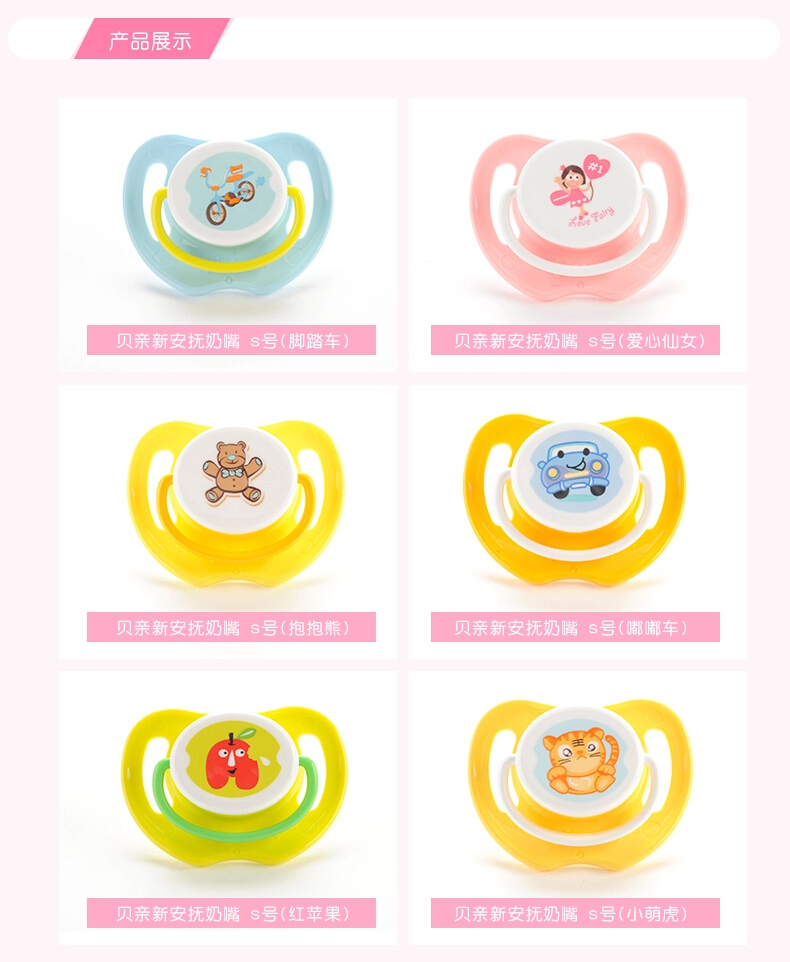 产品展示
#1
Love Fairy
贝亲新安抚奶嘴 s号(脚踏车)
贝亲新安抚奶嘴 s号(爱心仙女)
贝亲新安抚奶嘴 s号(抱抱熊)
贝亲新安抚奶嘴 s号(嘟嘟车)
贝亲新安抚奶嘴 s号(红苹果)
贝亲新安抚奶嘴 s号(小萌虎)